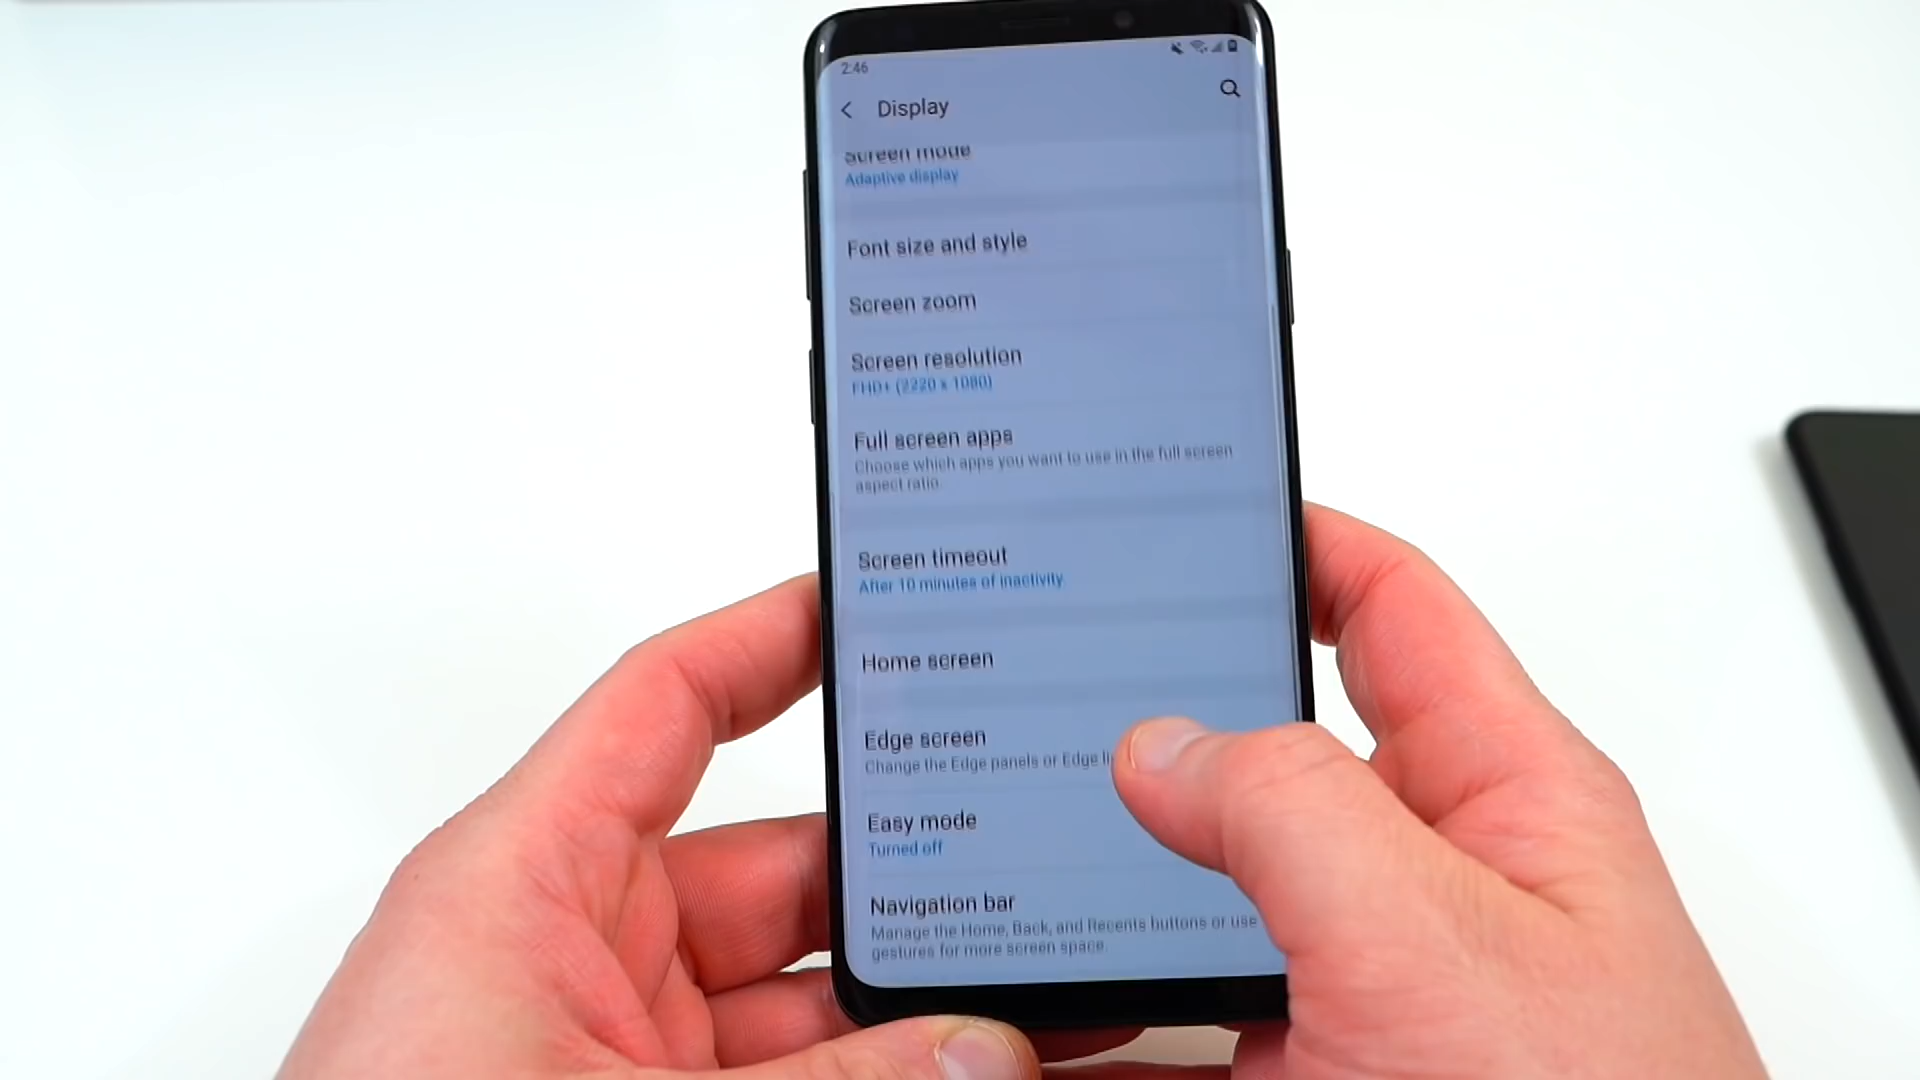 2:46
Display
Screen mode
Adaptive display
Font size and style
Screen zoom
Screen resolution
FHD+ (2220 x 1080)
Full screen apps
Choose which apps you want to use in the full screen
aspect ratio.
Screen timeout
After 10 minutes of inactivity.
Home screen
Edge screen
Change the Edge panels or Edge li
Easy mode
Turned off
Navigation bar
Manage the Home, Back, and Recents buttons or use
gestures for more screen space.